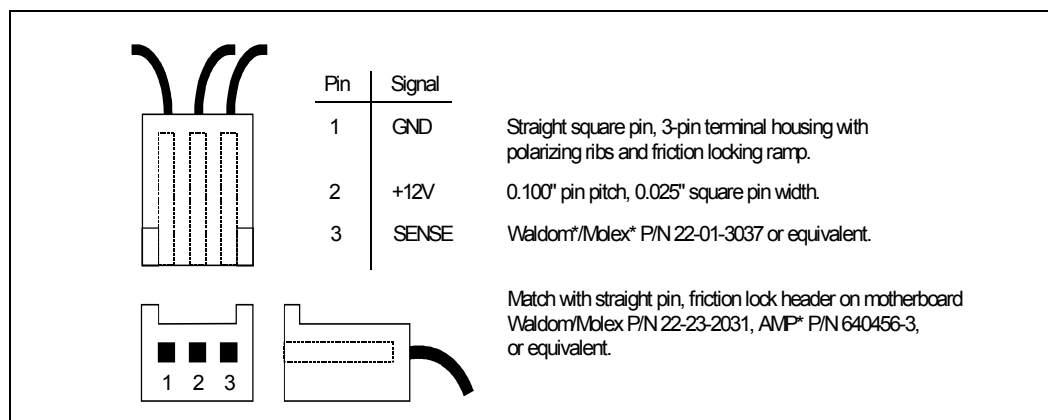 Pin Signal
1 GND Straight square pin, 3-pin terminal housing with
polarizing ribs and friction locking ramp.
2 +12V 0.100" pin pitch, 0.025" square pin width.
3 SENSE Waldom*/Molex* P/N 22-01-3037 or equivalent.
Match with straight pin, friction lock header on motherboard
Waldom/Molex P/N 22-23-2031, AMP* P/N 640456-3,
or equivalent.
1 2 3